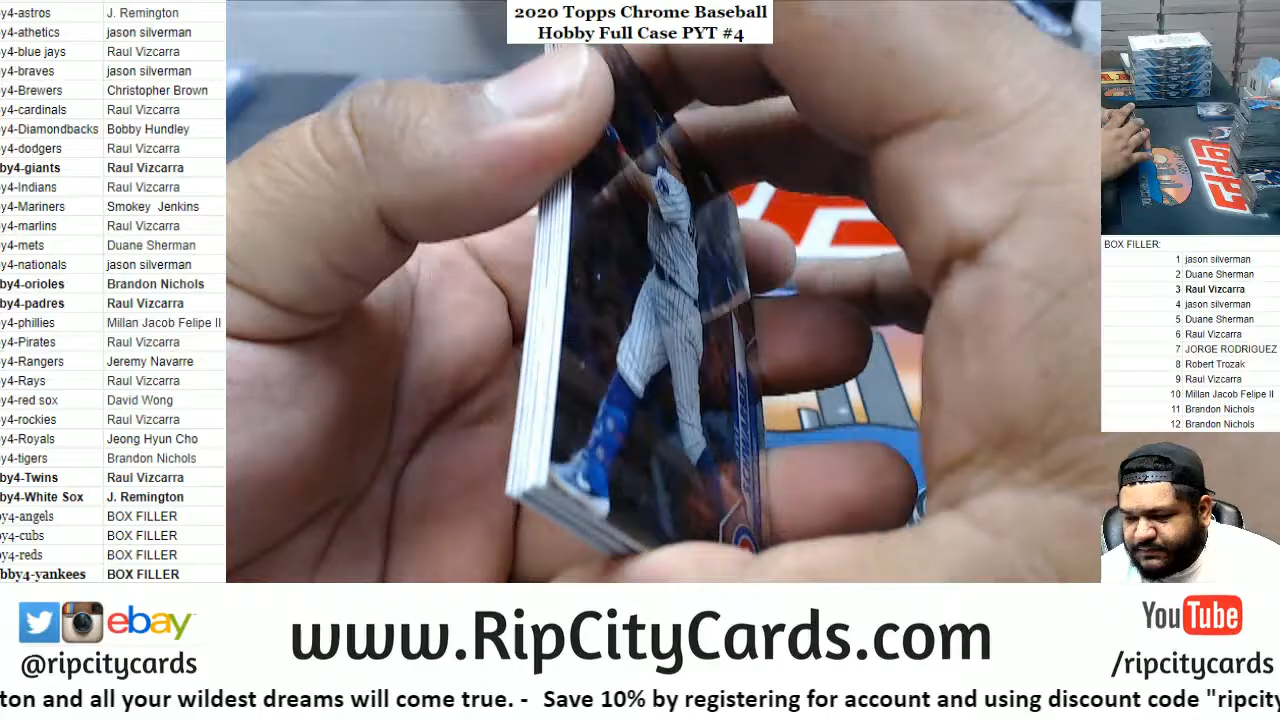 2020 Topps Chrome Baseball
Hobby Full Case PYT #4
y4-astros J. Remington
y4-athetics jason silverman
y4-blue jays Raul Vizcarra
y4-braves jason silverman
y4-Brewers Christopher Brown
y4-cardinals Raul Vizcarra
y4-Diamondbacks Bobby Hundley
y4-dodgers Raul Vizcarra
by4-giants Raul Vizcarra
y4-Indians Raul Vizcarra
y4-Mariners Smokey Jenkins
y4-marlins Raul Vizcarra
y4-mets Duane Sherman
y4-nationals jason silverman
by4-orioles Brandon Nichols
by4-padres Raul Vizcarra
y4-phillies Millan Jacob Felipe II
y4-Pirates Raul Vizcarra
y4-Rangers Jeremy Navarre
y4-Rays Raul Vizcarra
y4-red sox David Wong
y4-rockies Raul Vizcarra
y4-Royals Jeong Hyun Cho
y4-tigers Brandon Nichols
by4-Twins Raul Vizcarra
by4-White Sox J. Remington
y4-angels BOX FILLER
y4-cubs BOX FILLER
y4-reds BOX FILLER
bby4-yankees BOX FILLER
Topps
BOX FILLER:
1 jason silverman
2 Duane Sherman
3 Raul Vizcarra
4 jason silverman
5 Duane Sherman
6 Raul Vizcarra
7 JORGE RODRIGUEZ
8 Robert Trozak
9 Raul Vizcarra
10 Millan Jacob Felipe II
11 Brandon Nichols
12 Brandon Nichols
ebay
@ripcitycards
www.RipCityCards.com
YouTube
/ripcitycards
ton and all your wildest dreams will come true. - Save 10% by registering for account and using discount code "ripcity